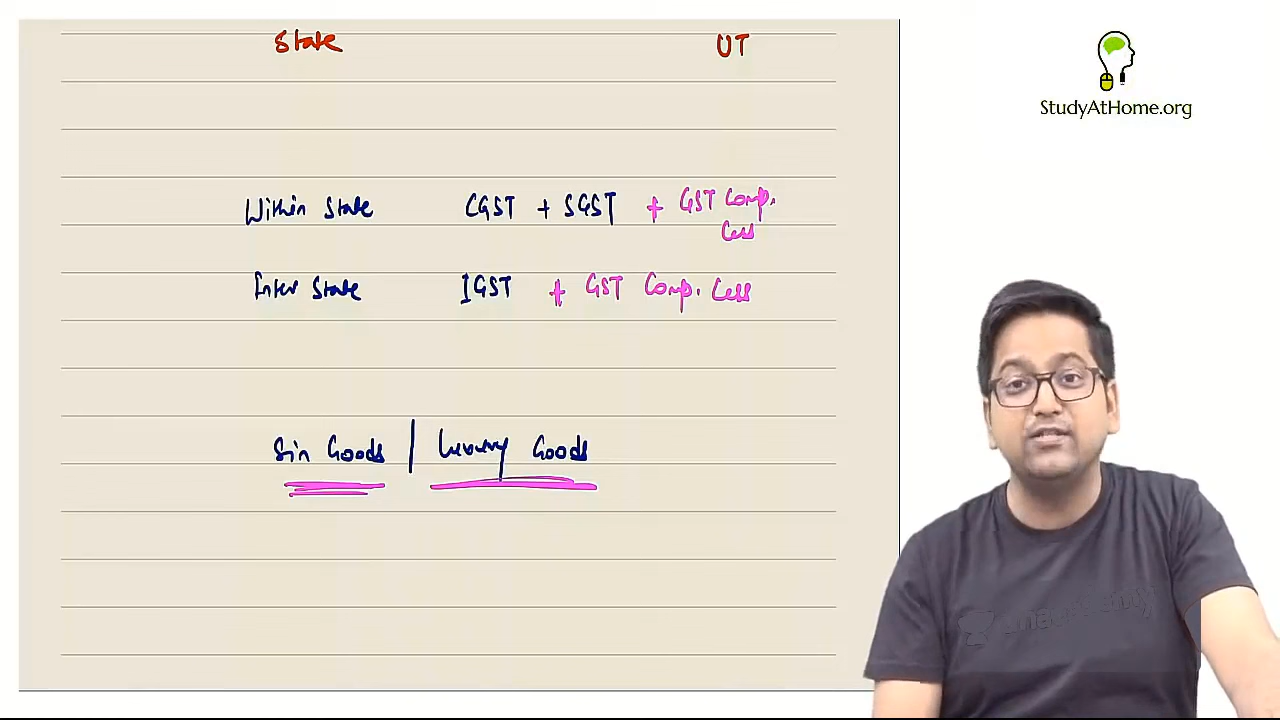 State UT
StudyAtHome.org
Within State CGST + SGST + GST Comp.
Cess
Inter State IGST + GST Comp. Cess
Sin Goods | Luxury Goods